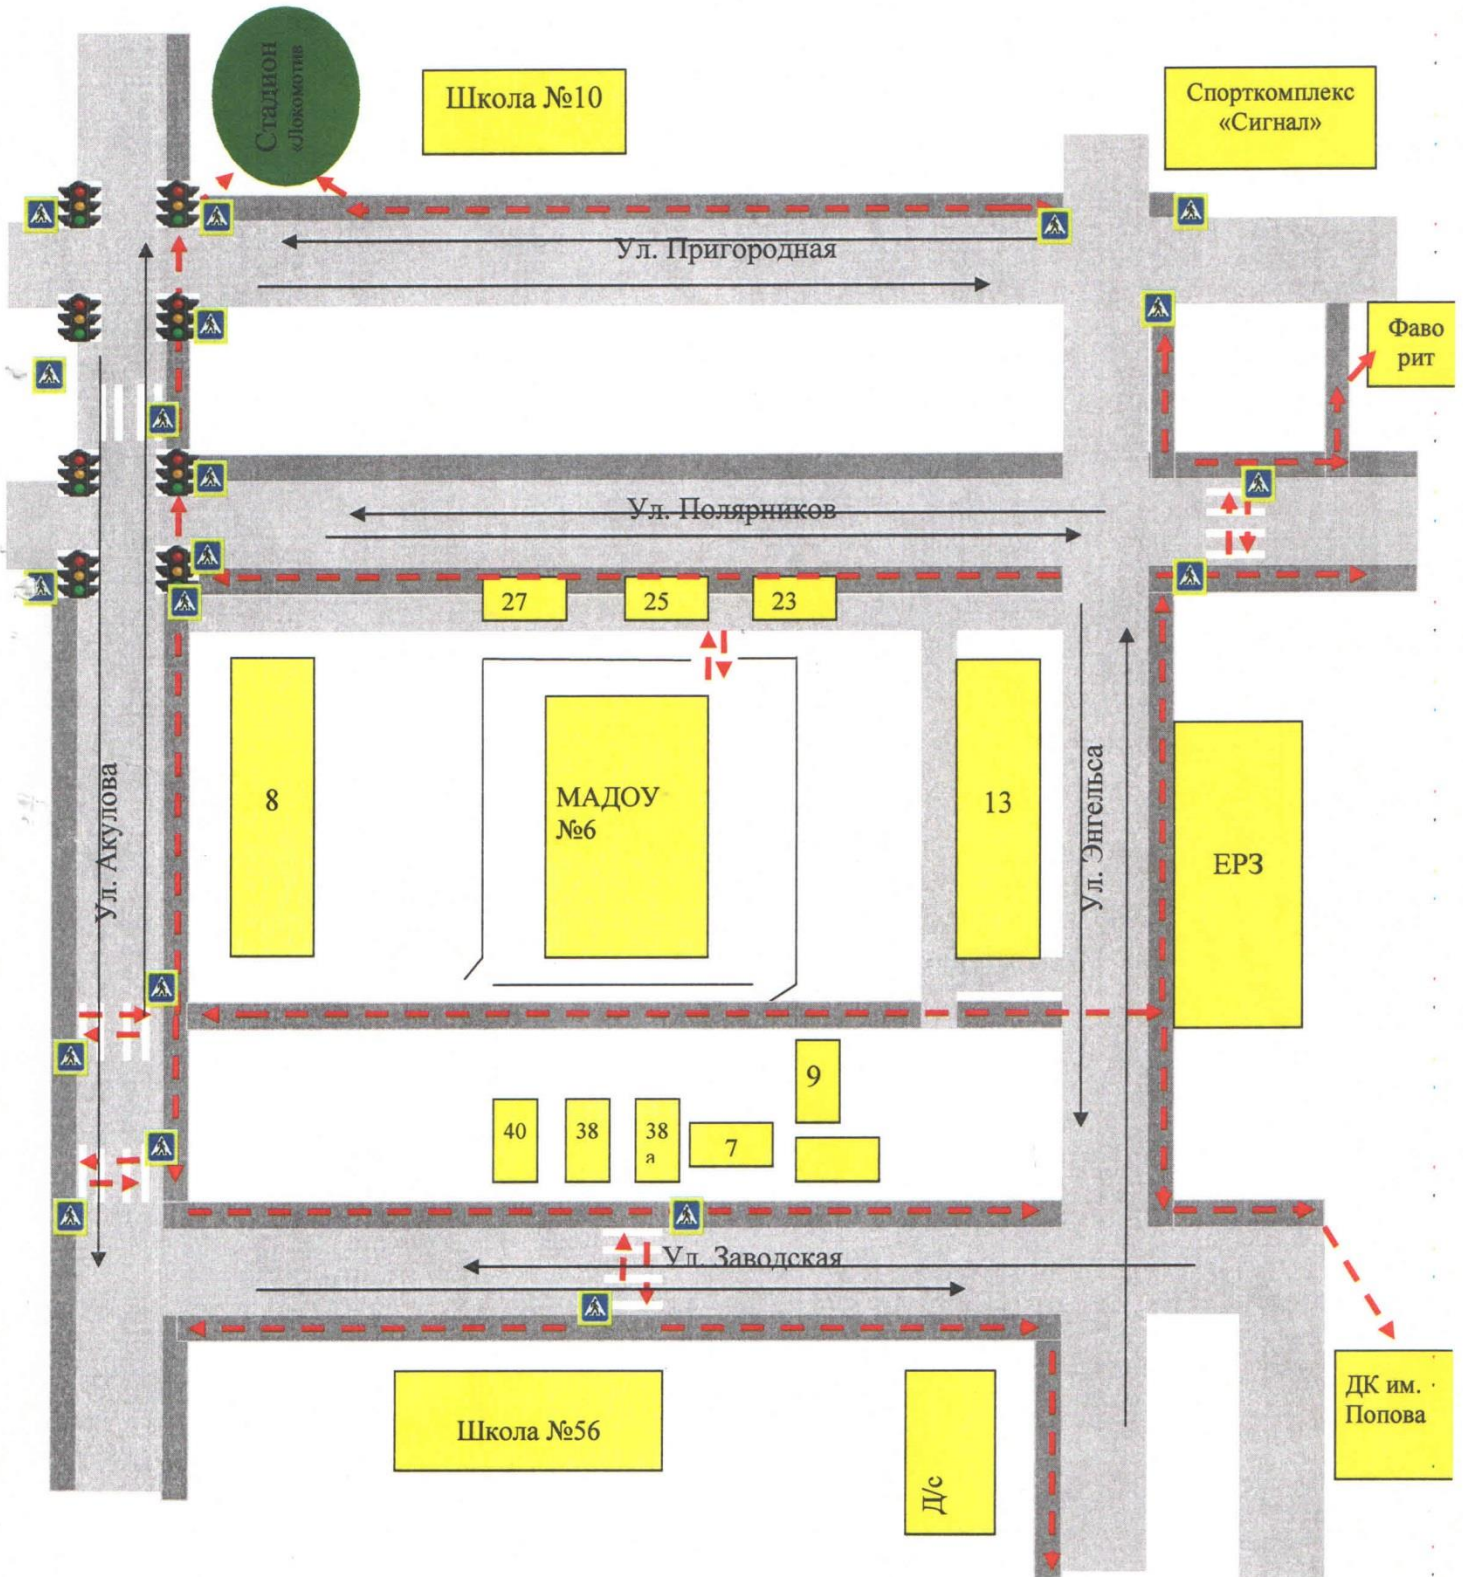 Стадион
«Локомотив
Школа №10
Спорткомплекс
«Сигнал»
Ул. Пригородная
Фаво
рит
Ул. Полярников
27
25
23
8
МАДОУ
№6
13
Ул. Акулова
Ул. Энгельса
ЕРЗ
9
40
38
38
а
7
Ул. Заводская
Школа №56
Д/с
ДК им.
Попова